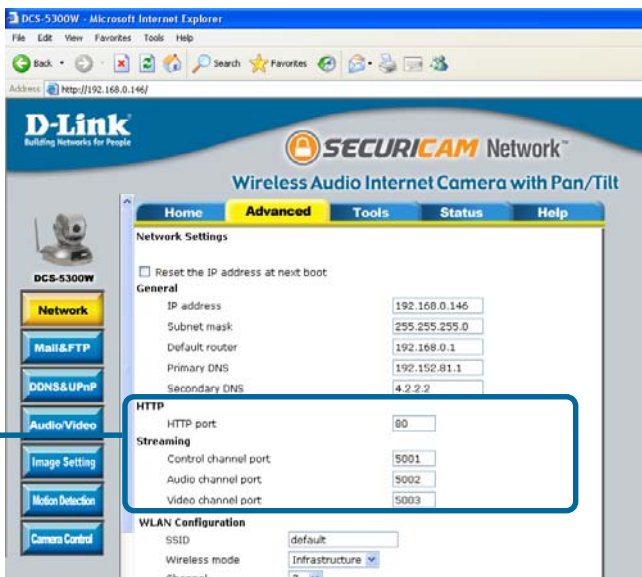 DCS-5300W - Microsoft Internet Explorer
File Edit View Favorites Tools Help
Back Search Favorites
Address http://192.168.0.146/
D-Link
Building Networks for People
SECURICAM Network™
Wireless Audio Internet Camera with Pan/Tilt
Home Advanced Tools Status Help
DCS-5300W
Network
Mail&FTP
DDNS&UPnP
Audio/Video
Image Setting
Motion Detection
Camera Control
Network Settings
Reset the IP address at next boot
General
IP address 192.168.0.146
Subnet mask 255.255.255.0
Default router 192.168.0.1
Primary DNS 192.152.81.1
Secondary DNS 4.2.2.2
HTTP
HTTP port 80
Streaming
Control channel port 5001
Audio channel port 5002
Video channel port 5003
WLAN Configuration
SSID default
Wireless mode Infrastructure